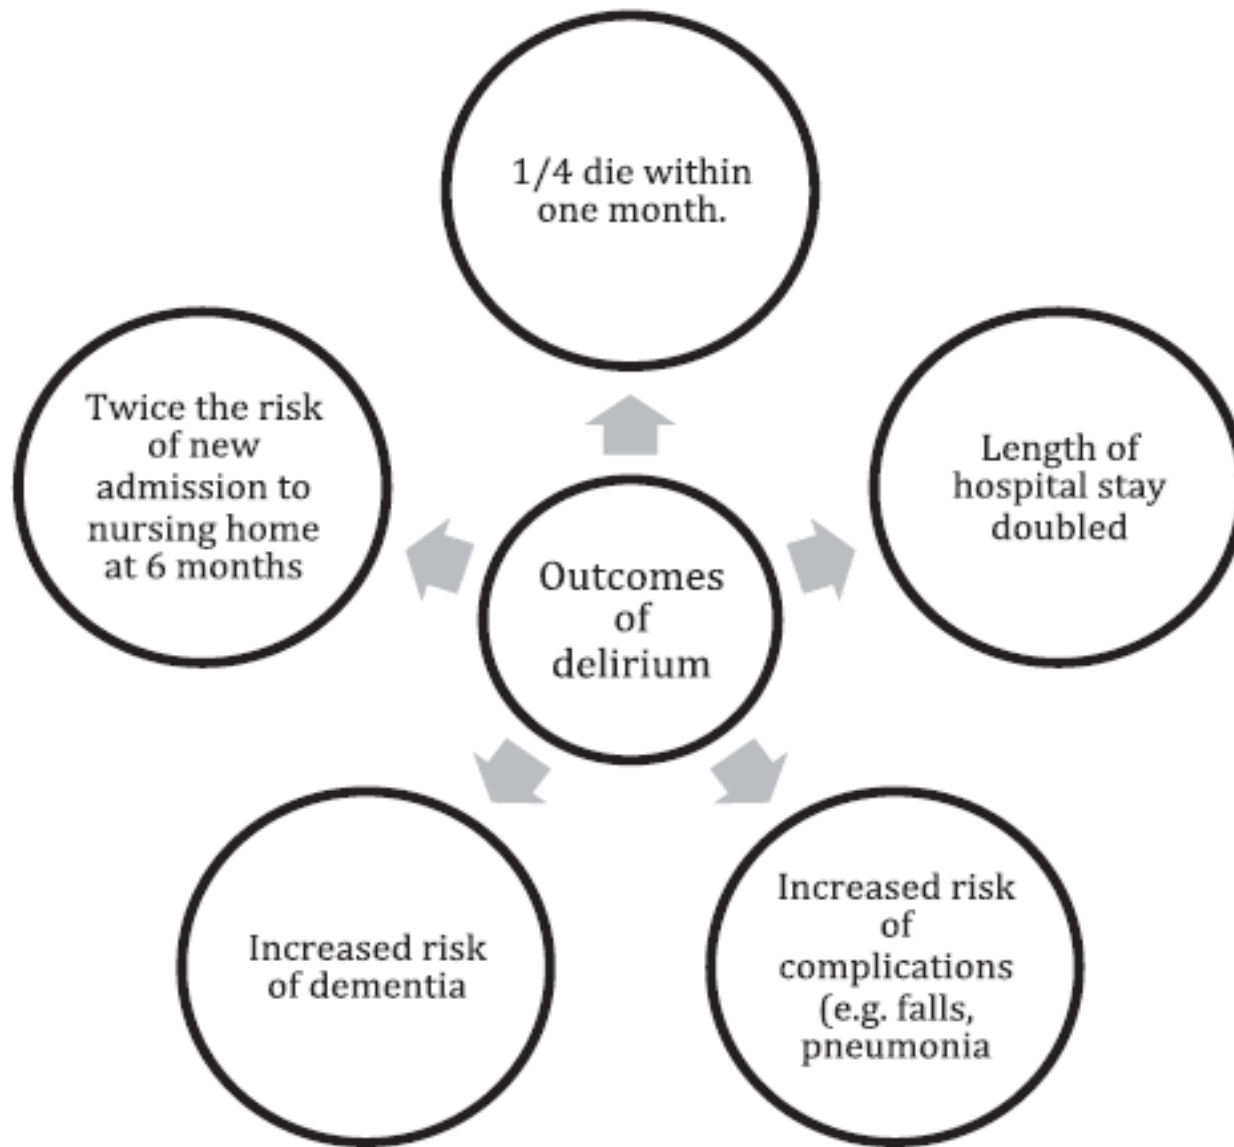 1/4 die within
one month.
Twice the risk
of new
admission to
nursing home
at 6 months
Length of
hospital stay
doubled
Outcomes
of
delirium
Increased risk
of dementia
Increased risk
of
complications
(e.g. falls,
pneumonia